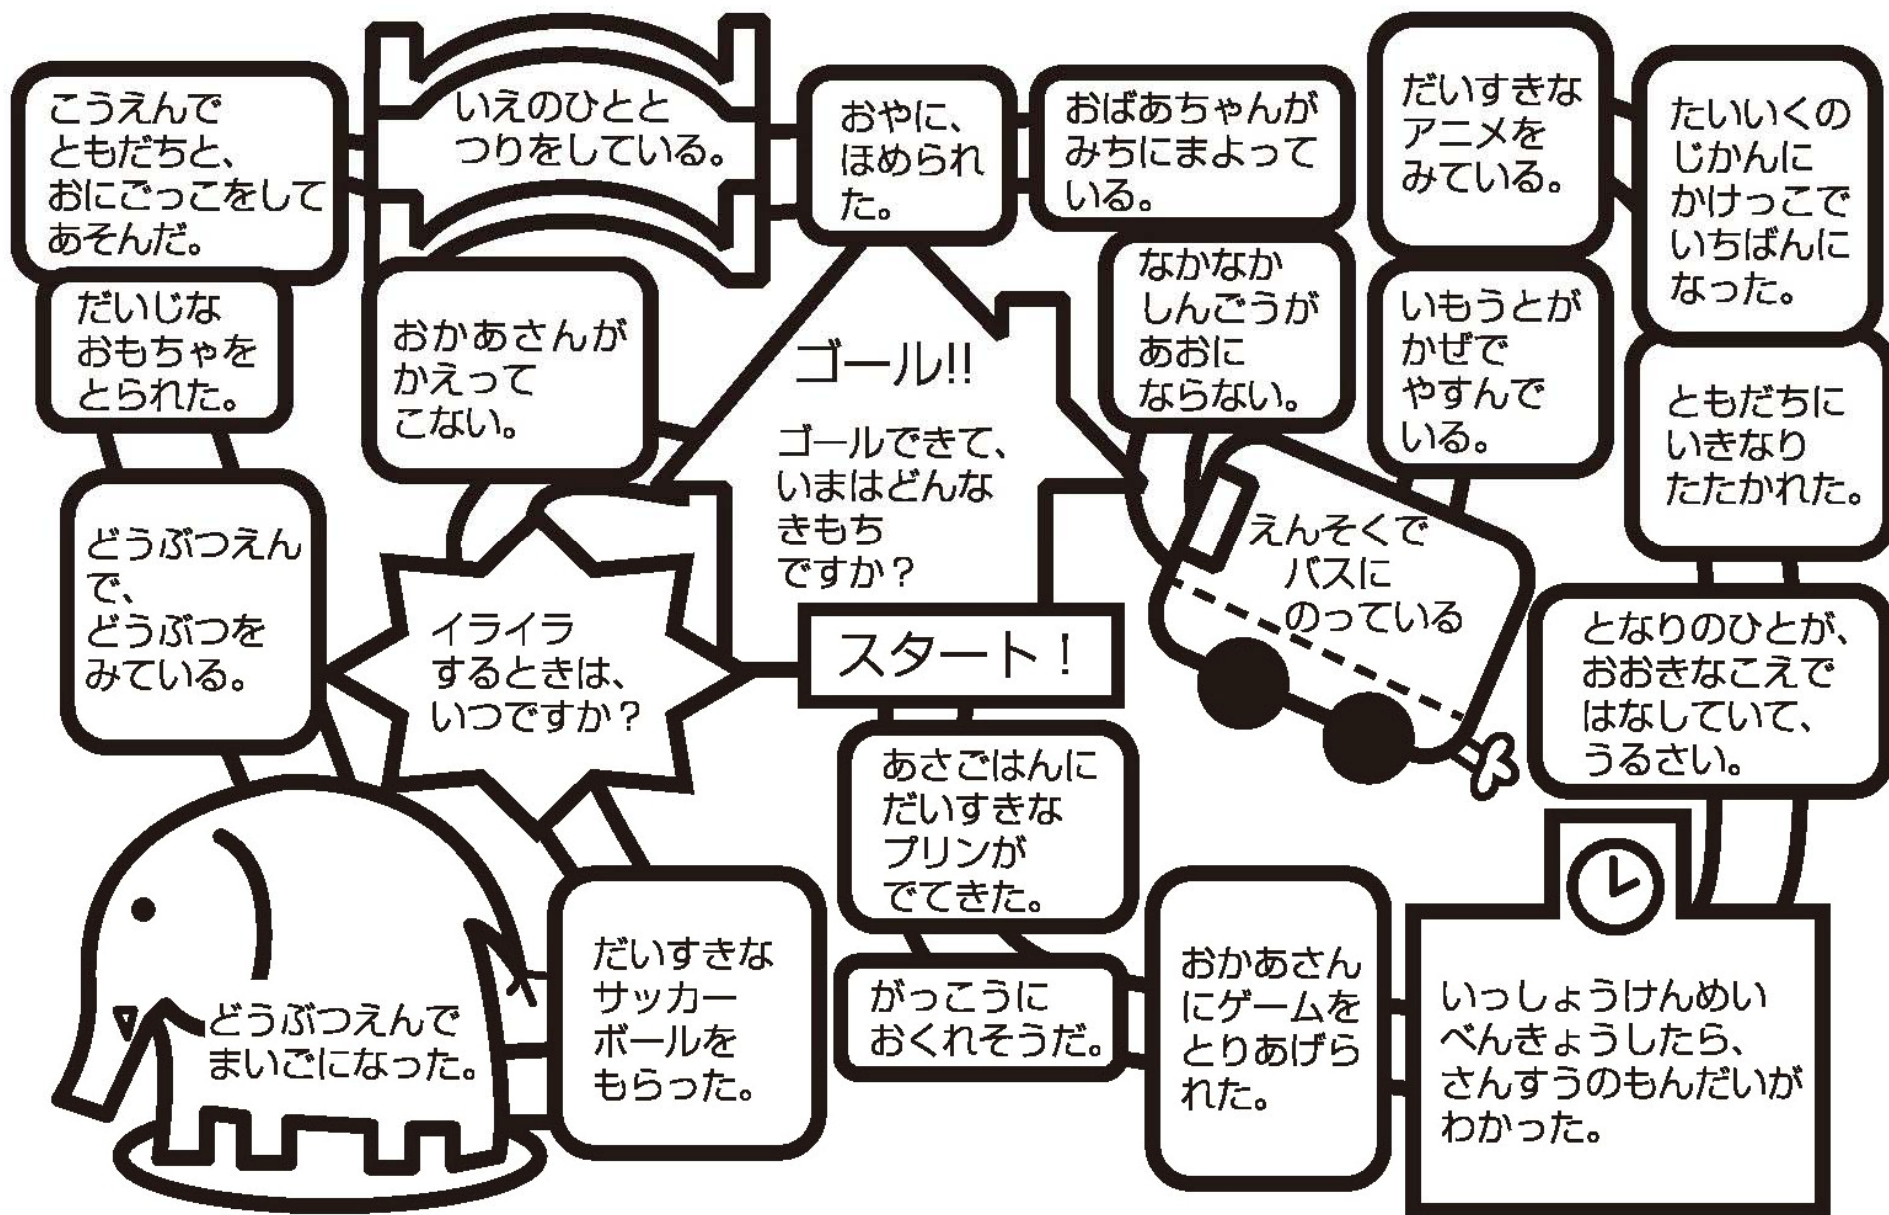 スタート！
あさごはんに
だいすきな
プリンが
でてきた。
がっこうに
おくれそうだ。
おかあさん
にゲームを
とりあげら
れた。
いっしょうけんめい
べんきょうしたら、
さんすうのもんだいが
わかった。
となりのひとが、
おおきなこえで
はなしていて、
うるさい。
ともだちに
いきなり
たたかれた。
たいいくの
じかんに
かけっこで
いちばんに
なった。
だいすきな
アニメを
みている。
いもうとが
かぜで
やすんで
いる。
えんそくで
バスに
のっている
なかなか
しんごうが
あおに
ならない。
おばあちゃんが
みちにまよって
いる。
おやに、
ほめられ
た。
いえのひとと
つりをしている。
こうえんで
ともだちと、
おにごっこをして
あそんだ。
だいじな
おもちゃを
とられた。
どうぶつえん
で、
どうぶつを
みている。
どうぶつえんで
まいごになった。
だいすきな
サッカー
ボールを
もらった。
イライラ
するときは、
いつですか？
おかあさんが
かえって
こない。
ゴール!!
ゴールできて、
いまはどんな
きもち
ですか？